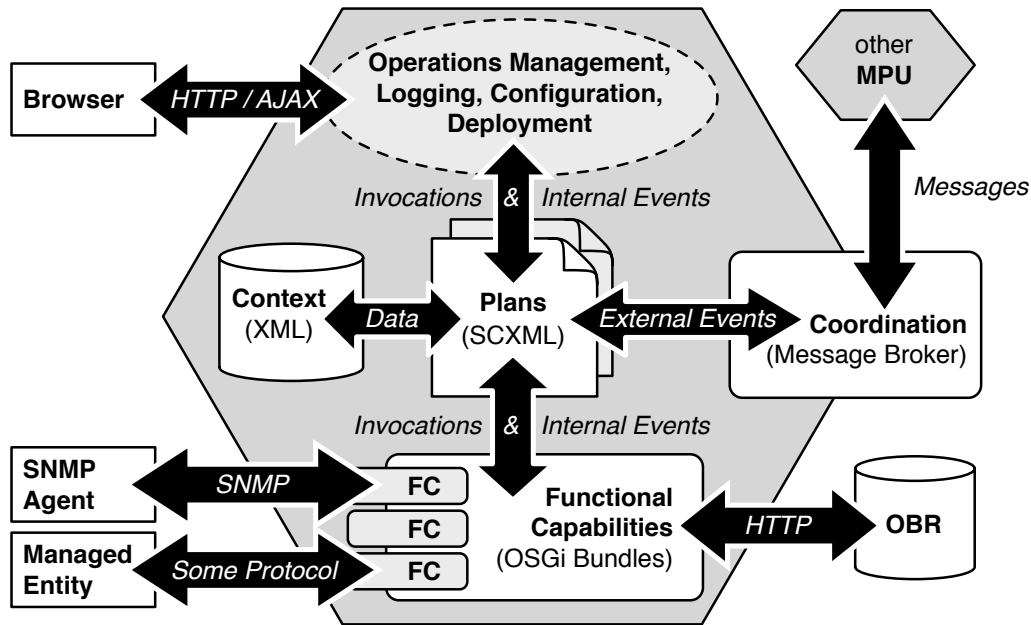 Browser
HTTP / AJAX
Operations Management,
Logging, Configuration,
Deployment
other
MPU
Invocations & Internal Events
Messages
Context
(XML)
Data
Plans
(SCXML)
External Events
Coordination
(Message Broker)
Invocations & Internal Events
SNMP
Agent
SNMP
FC
FC
FC
Functional
Capabilities
(OSGi Bundles)
HTTP
OBR
Managed
Entity
Some Protocol